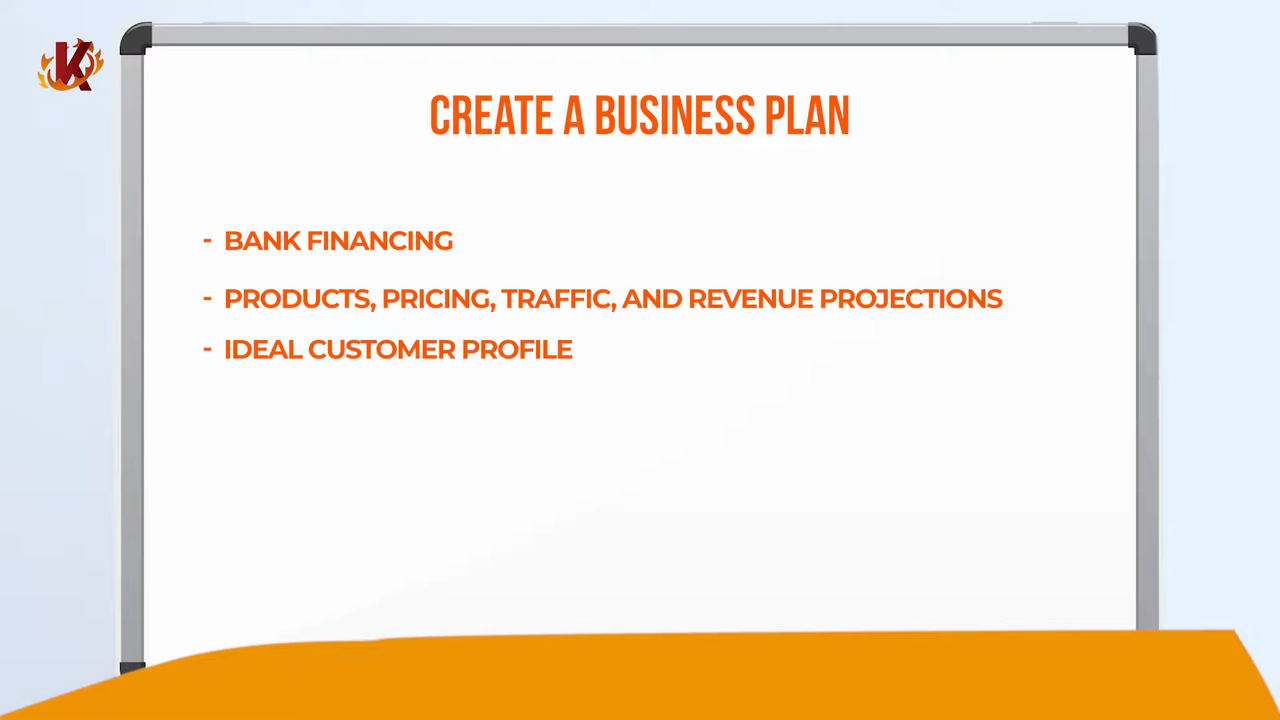 K
CREATE A BUSINESS PLAN
- BANK FINANCING
- PRODUCTS, PRICING, TRAFFIC, AND REVENUE PROJECTIONS
- IDEAL CUSTOMER PROFILE